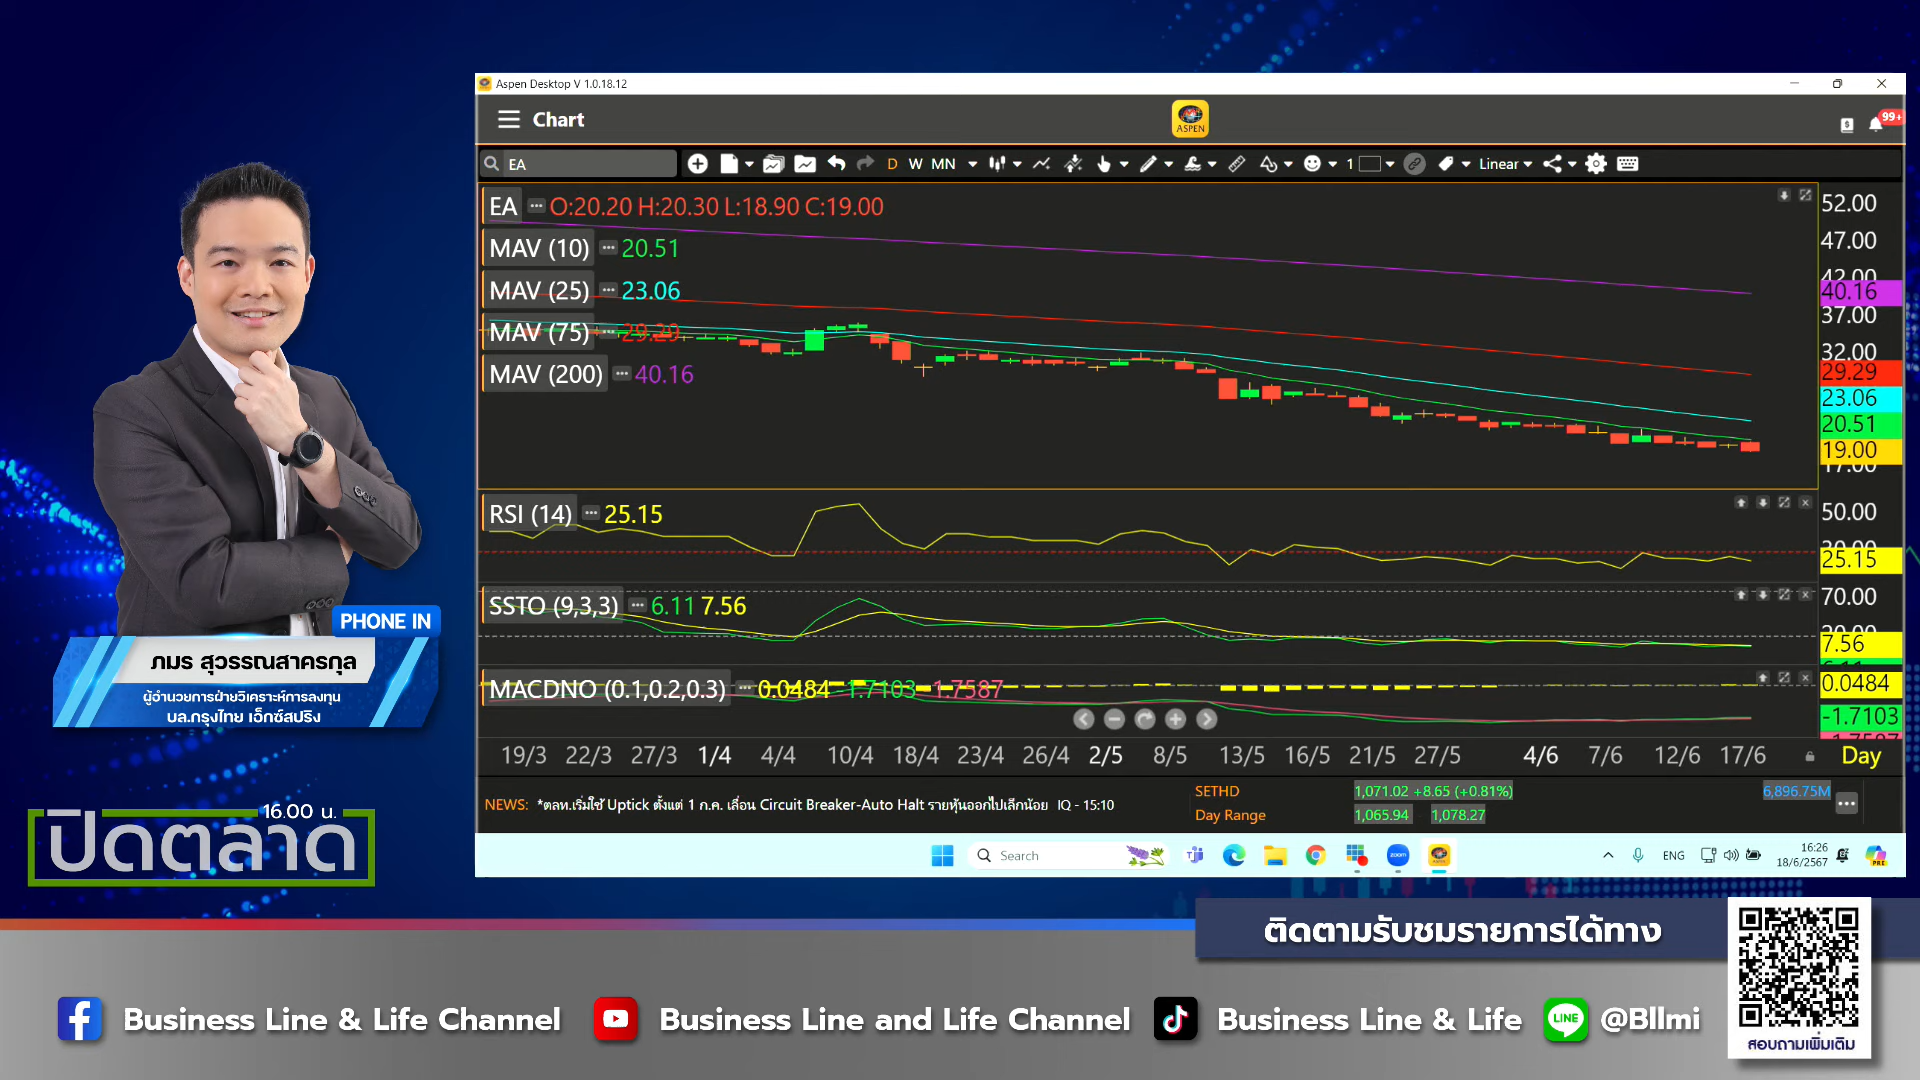 Aspen Desktop V 1.0.18.12
Chart
ASPEN
99+
EA
D W MN
1
Linear
EA O:20.20 H:20.30 L:18.90 C:19.00
MAV (10) 20.51
MAV (25) 23.06
MAV (75) 29.29
MAV (200) 40.16
52.00
47.00
42.00
40.16
37.00
32.00
29.29
23.06
20.51
19.00
17.00
RSI (14) 25.15
50.00
30.00
25.15
SSTO (9,3,3) 6.11 7.56
70.00
7.56
MACDNO (0.1,0.2,0.3) 0.0484 -1.7103 -1.7587
0.0484
-1.7103
19/3 22/3 27/3 1/4 4/4 10/4 18/4 23/4 26/4 2/5 8/5 13/5 16/5 21/5 27/5 4/6 7/6 12/6 17/6 Day
NEWS: *ตลท.เริ่มใช้ Uptick ตั้งแต่ 1 ก.ค. เลื่อน Circuit Breaker-Auto Halt รายหุ้นออกไปเล็กน้อย IQ - 15:10
SETHD 1,071.02 +8.65 (+0.81%) 6,896.75M
Day Range 1,065.94 1,078.27
Search
zoom
ENG
16:26
18/6/2567
PRE
PHONE IN
ภมร สุวรรณสาครกุล
ผู้อำนวยการฝ่ายวิเคราะห์การลงทุน
บล.กรุงไทย เอ็กซ์สปริง
16.00 น.
ปิดตลาด
ติดตามรับชมรายการได้ทาง
Business Line & Life Channel
Business Line and Life Channel
Business Line & Life
LINE
@Bllmi
สอบถามเพิ่มเติม